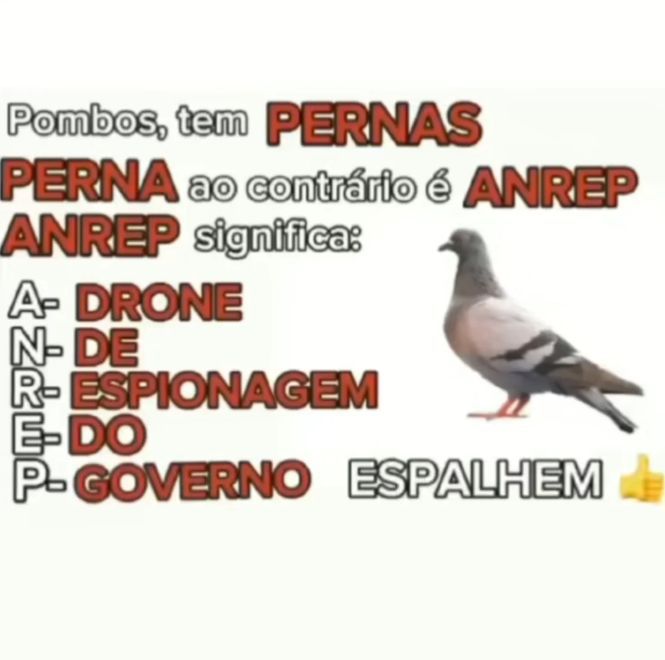 Pombos, tem PERNAS
PERNA ao contrário é ANREP
ANREP significa:
A- DRONE
N- DE
R- ESPIONAGEM
E- DO
P- GOVERNO ESPALHEM 👍